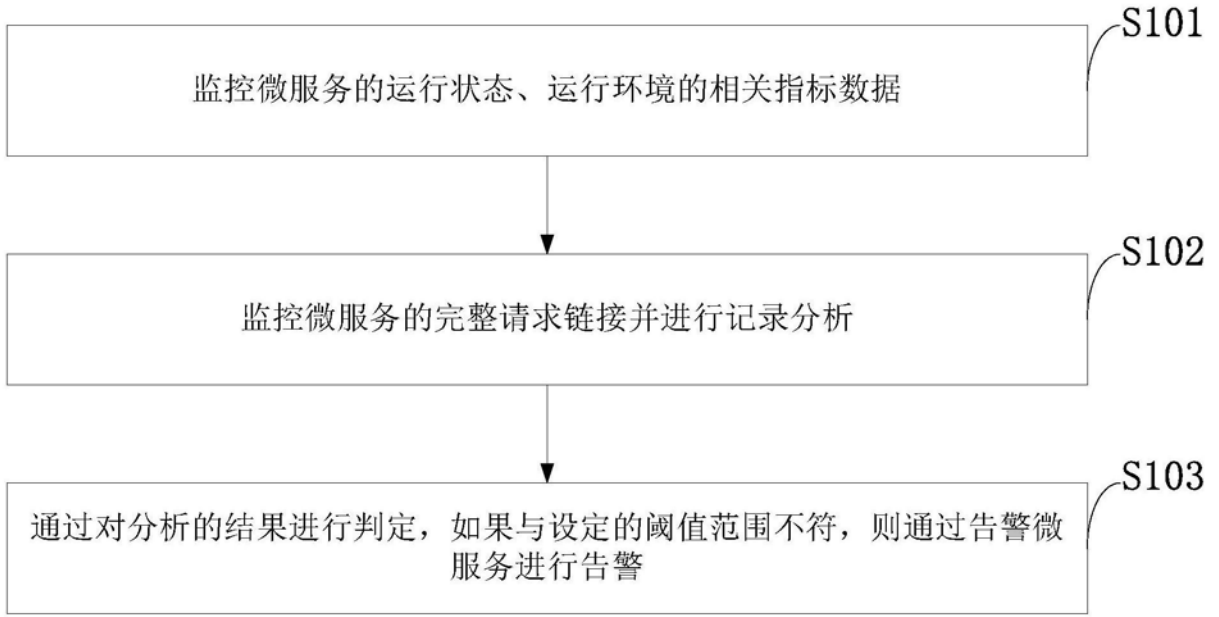 S101
监控微服务的运行状态、运行环境的相关指标数据
S102
监控微服务的完整请求链接并进行记录分析
S103
通过对分析的结果进行判定，如果与设定的阈值范围不符，则通过告警微
服务进行告警